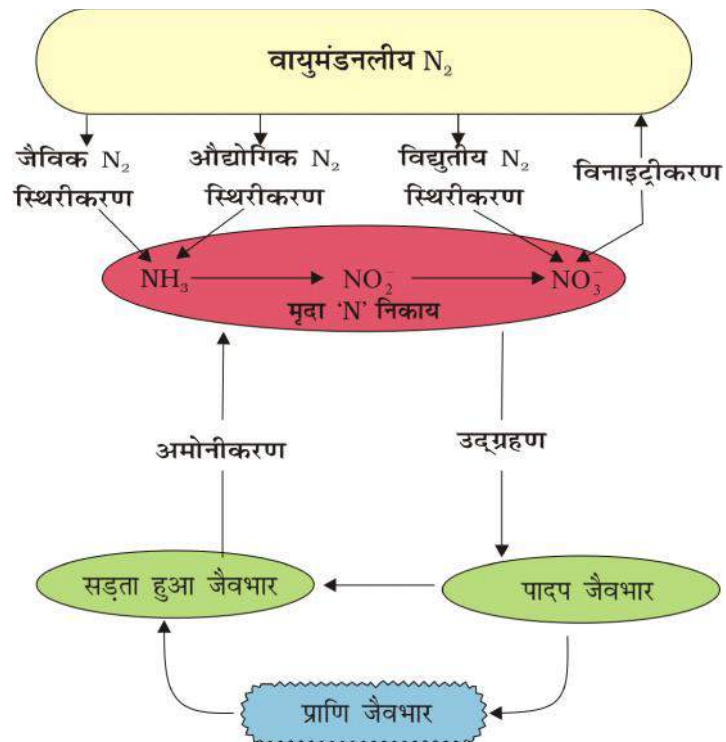 वायुमंडनलीय N₂
जैविक N₂
स्थिरीकरण
औद्योगिक N₂
स्थिरीकरण
विद्युतीय N₂
स्थिरीकरण
विनाइट्रीकरण
NH₃ NO₂⁻ NO₃⁻
मृदा ‘N’ निकाय
अमोनीकरण
उद्ग्रहण
सड़ता हुआ जैवभार
पादप जैवभार
प्राणि जैवभार